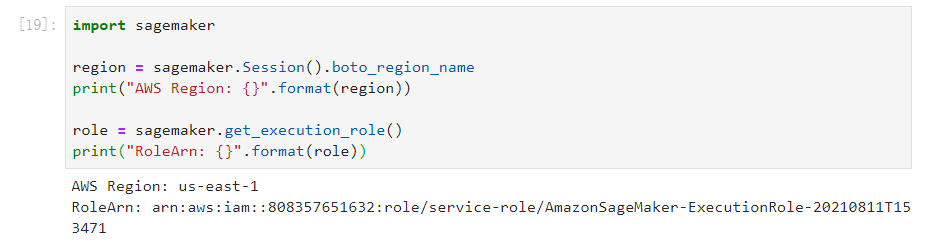 [19]: import sagemaker
region = sagemaker.Session().boto_region_name
print("AWS Region: {}".format(region))
role = sagemaker.get_execution_role()
print("RoleArn: {}".format(role))
AWS Region: us-east-1
RoleArn: arn:aws:iam::808357651632:role/service-role/AmazonSageMaker-ExecutionRole-20210811T15
3471